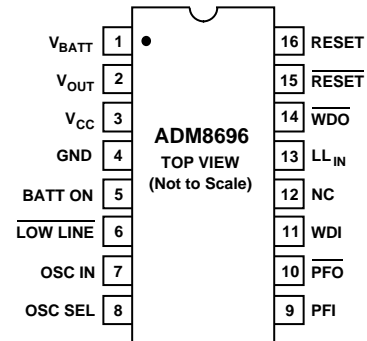 VBATT 1 16 RESET
VOUT 2 15 RESET
VCC 3 14 WDO
ADM8696
GND 4 13 LLIN
TOP VIEW
(Not to Scale)
BATT ON 5 12 NC
LOW LINE 6 11 WDI
OSC IN 7 10 PFO
OSC SEL 8 9 PFI